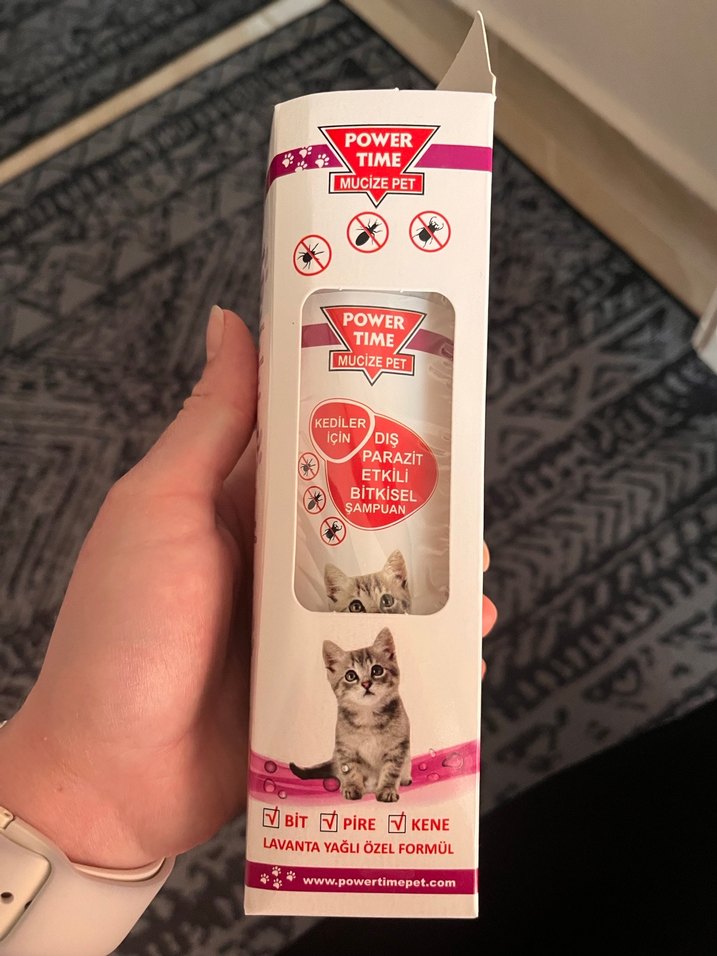 POWER
TIME
MUCİZE PET
POWER
TIME
MUCİZE PET
KEDİLER
İÇİN
DIŞ
PARAZİT
ETKİLİ
BİTKİSEL
ŞAMPUAN
BİT PİRE KENE
LAVANTA YAĞLI ÖZEL FORMÜL
www.powertimepet.com